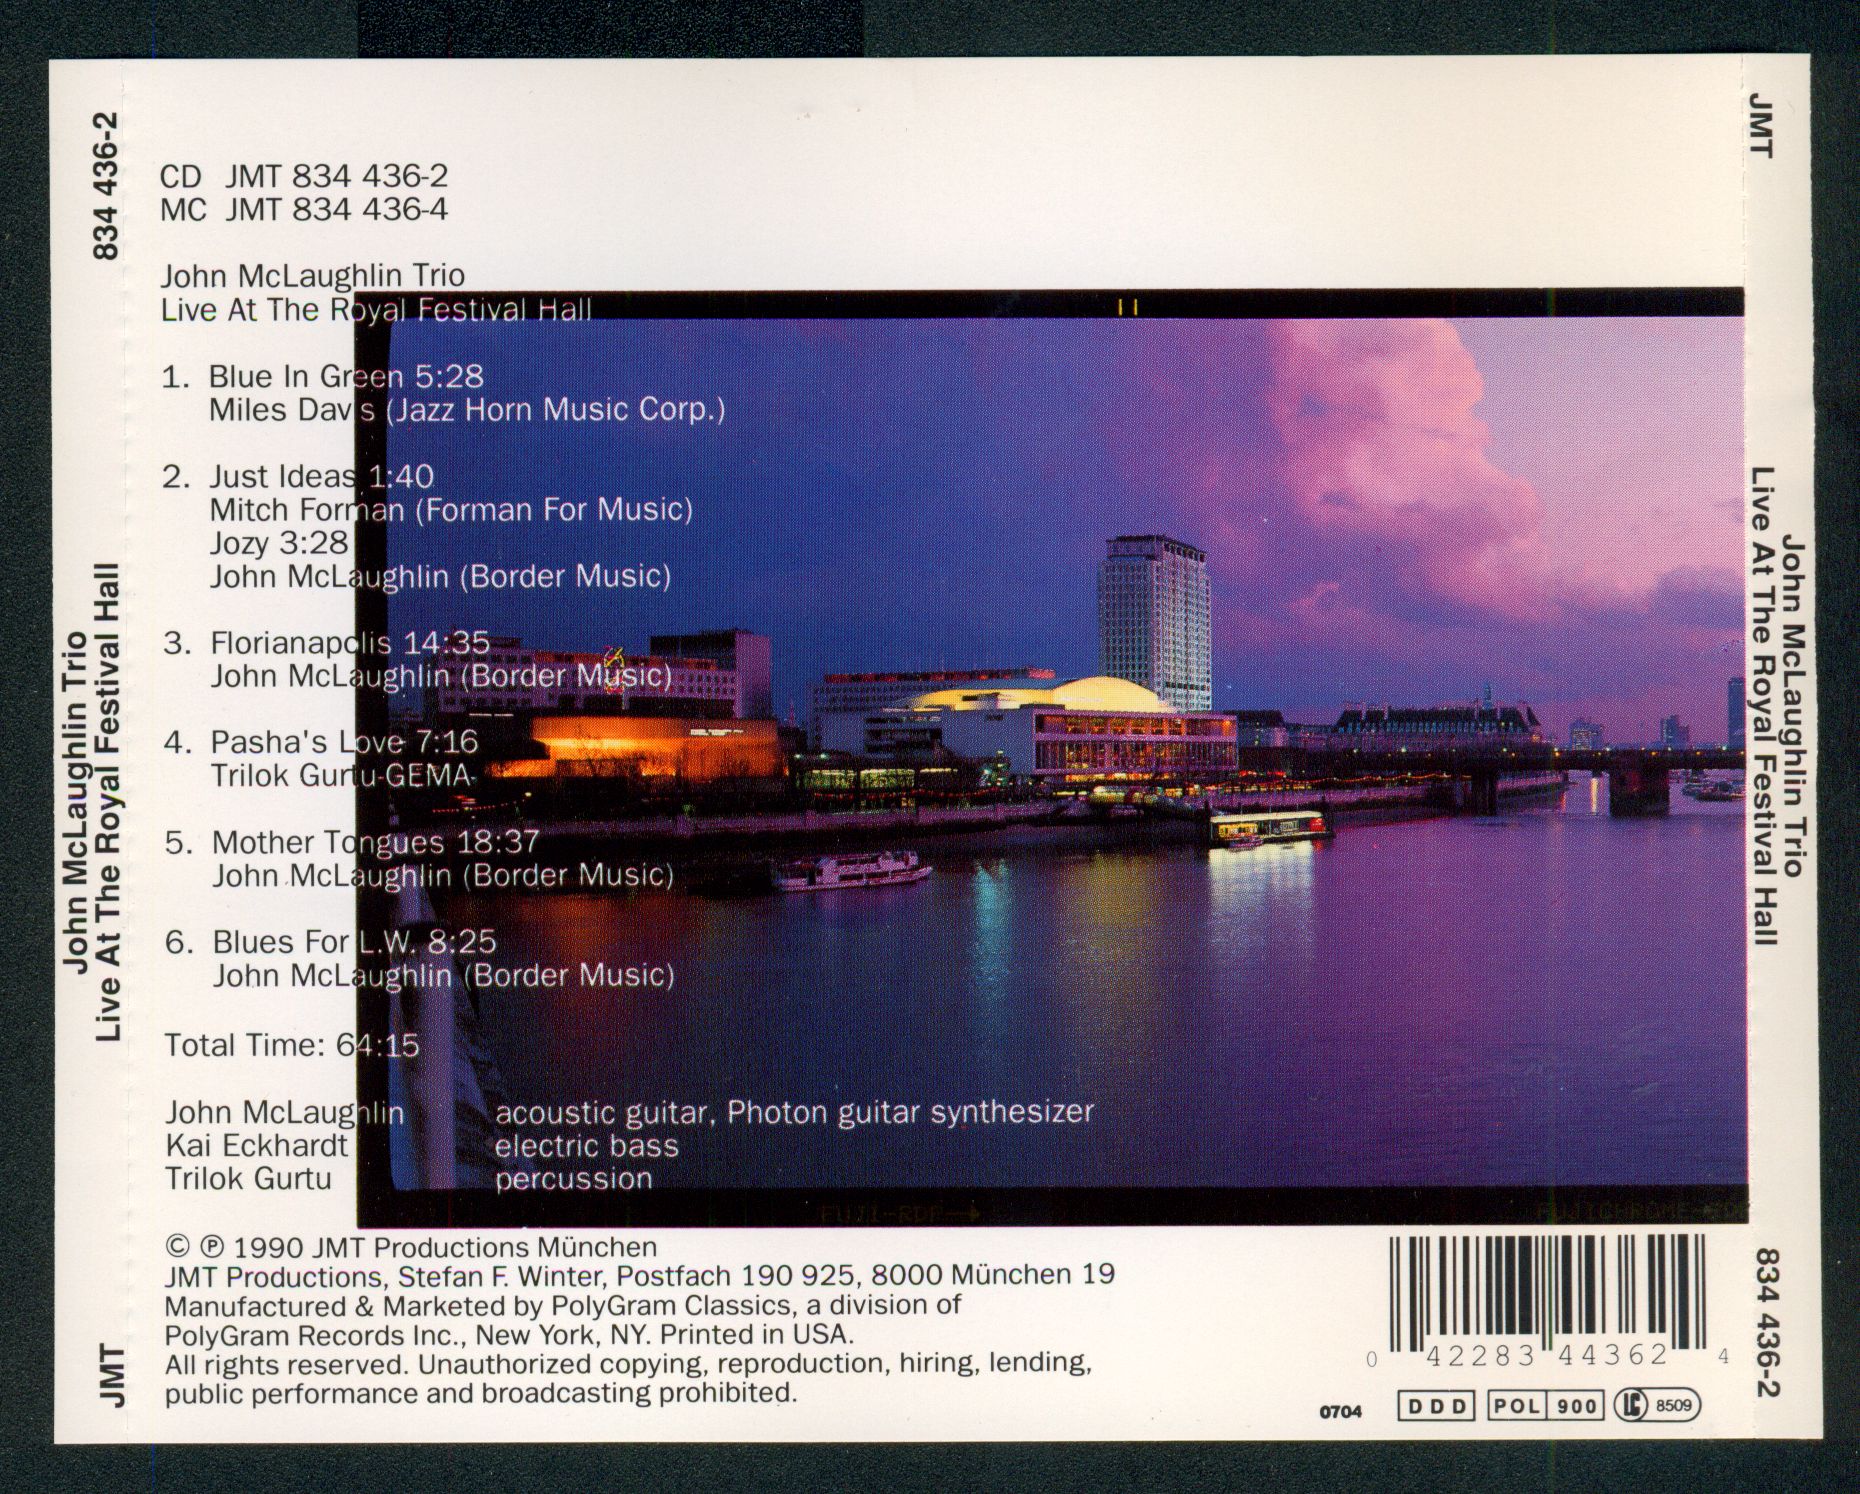 834 436-2
John McLaughlin Trio
Live At The Royal Festival Hall
JMT
CD JMT 834 436-2
MC JMT 834 436-4
John McLaughlin Trio
Live At The Royal Festival Hall
1. Blue In Green 5:28
Miles Davis (Jazz Horn Music Corp.)
2. Just Ideas 1:40
Mitch Forman (Forman For Music)
Jozy 3:28
John McLaughlin (Border Music)
3. Florianapolis 14:35
John McLaughlin (Border Music)
4. Pasha's Love 7:16
Trilok Gurtu-GEMA-
5. Mother Tongues 18:37
John McLaughlin (Border Music)
6. Blues For L.W. 8:25
John McLaughlin (Border Music)
Total Time: 64:15
John McLaughlin acoustic guitar, Photon guitar synthesizer
Kai Eckhardt electric bass
Trilok Gurtu percussion
FUJI-RDP
FUJICHROME-RDP
© ℗ 1990 JMT Productions München
JMT Productions, Stefan F. Winter, Postfach 190 925, 8000 München 19
Manufactured & Marketed by PolyGram Classics, a division of
PolyGram Records Inc., New York, NY. Printed in USA.
All rights reserved. Unauthorized copying, reproduction, hiring, lending,
public performance and broadcasting prohibited.
0 42283 44362 4
0704 DDD POL 900 LC 8509
JMT
John McLaughlin Trio
Live At The Royal Festival Hall
834 436-2